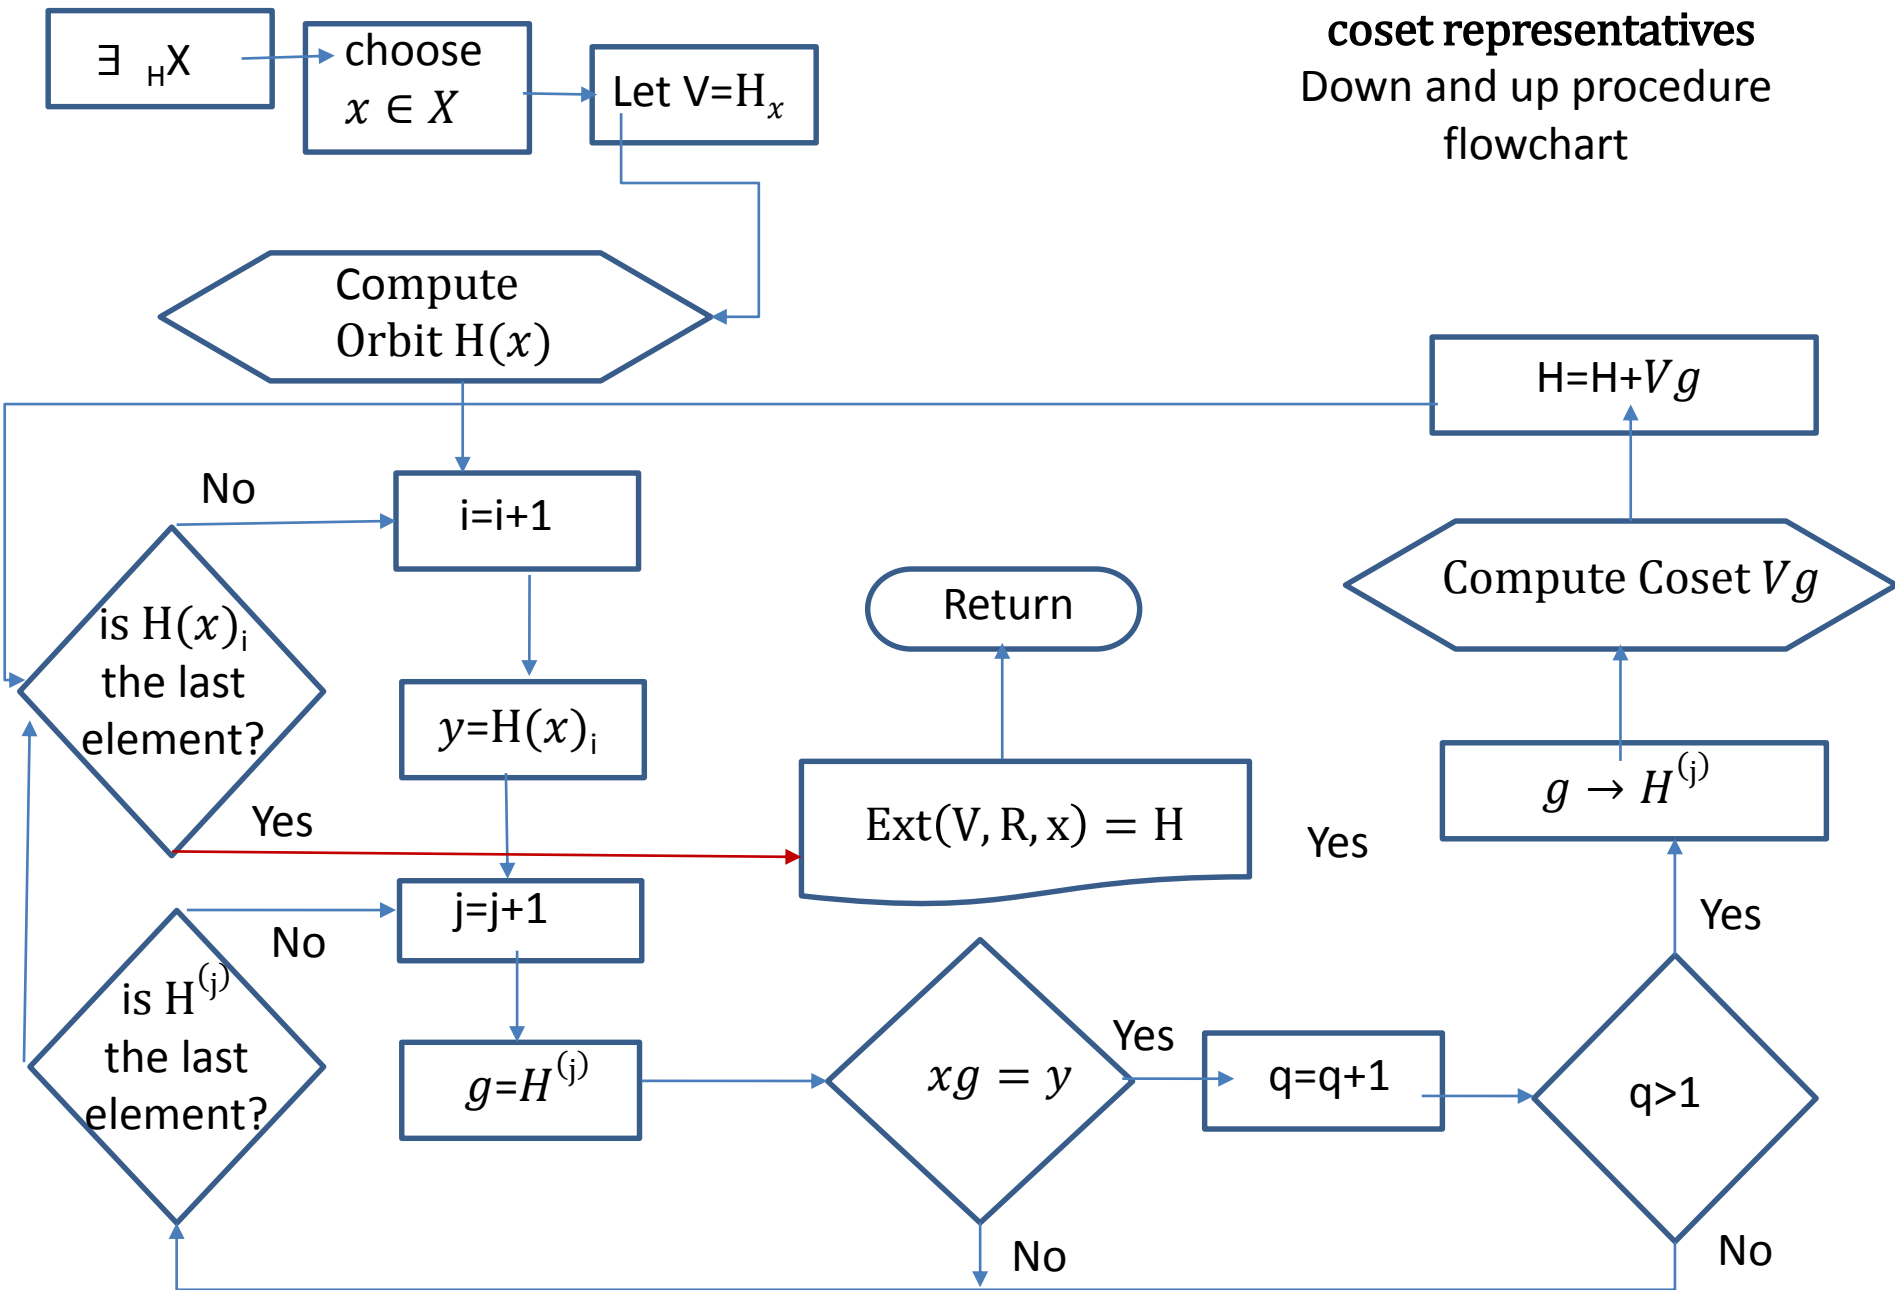 coset representatives
Down and up procedure
flowchart
∃ ₕX
choose
x ∈ X
Let V=Hₓ
Compute
Orbit H(x)
H=H+Vg
No
i=i+1
Compute Coset Vg
Return
is H(x)ᵢ
the last
element?
y=H(x)ᵢ
g → H⁽ʲ⁾
Yes
Ext(V, R, x) = H
Yes
j=j+1
No
Yes
is H⁽ʲ⁾
the last
element?
g=H⁽ʲ⁾
xg = y
Yes
q=q+1
q>1
No
No